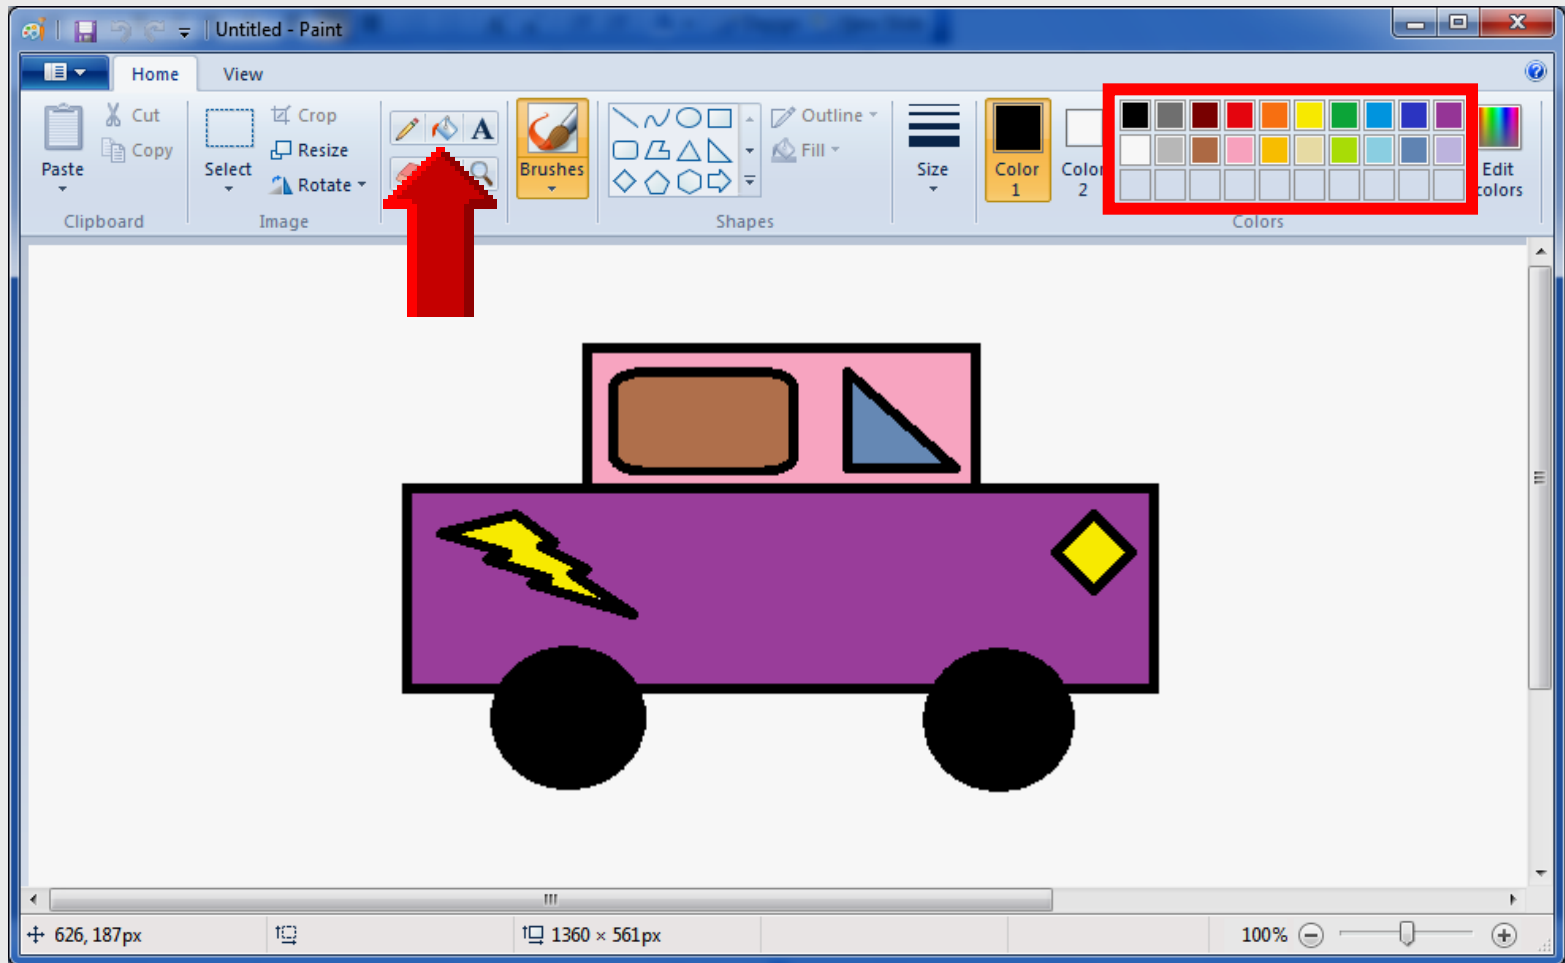 Untitled - Paint
Home View
Paste
Cut
Copy
Clipboard
Select
Crop
Resize
Rotate
Image
A
Brushes
Outline
Fill
Shapes
Size
Color
1
Color
2
Edit
colors
Colors
626, 187px
1360 × 561px
100%